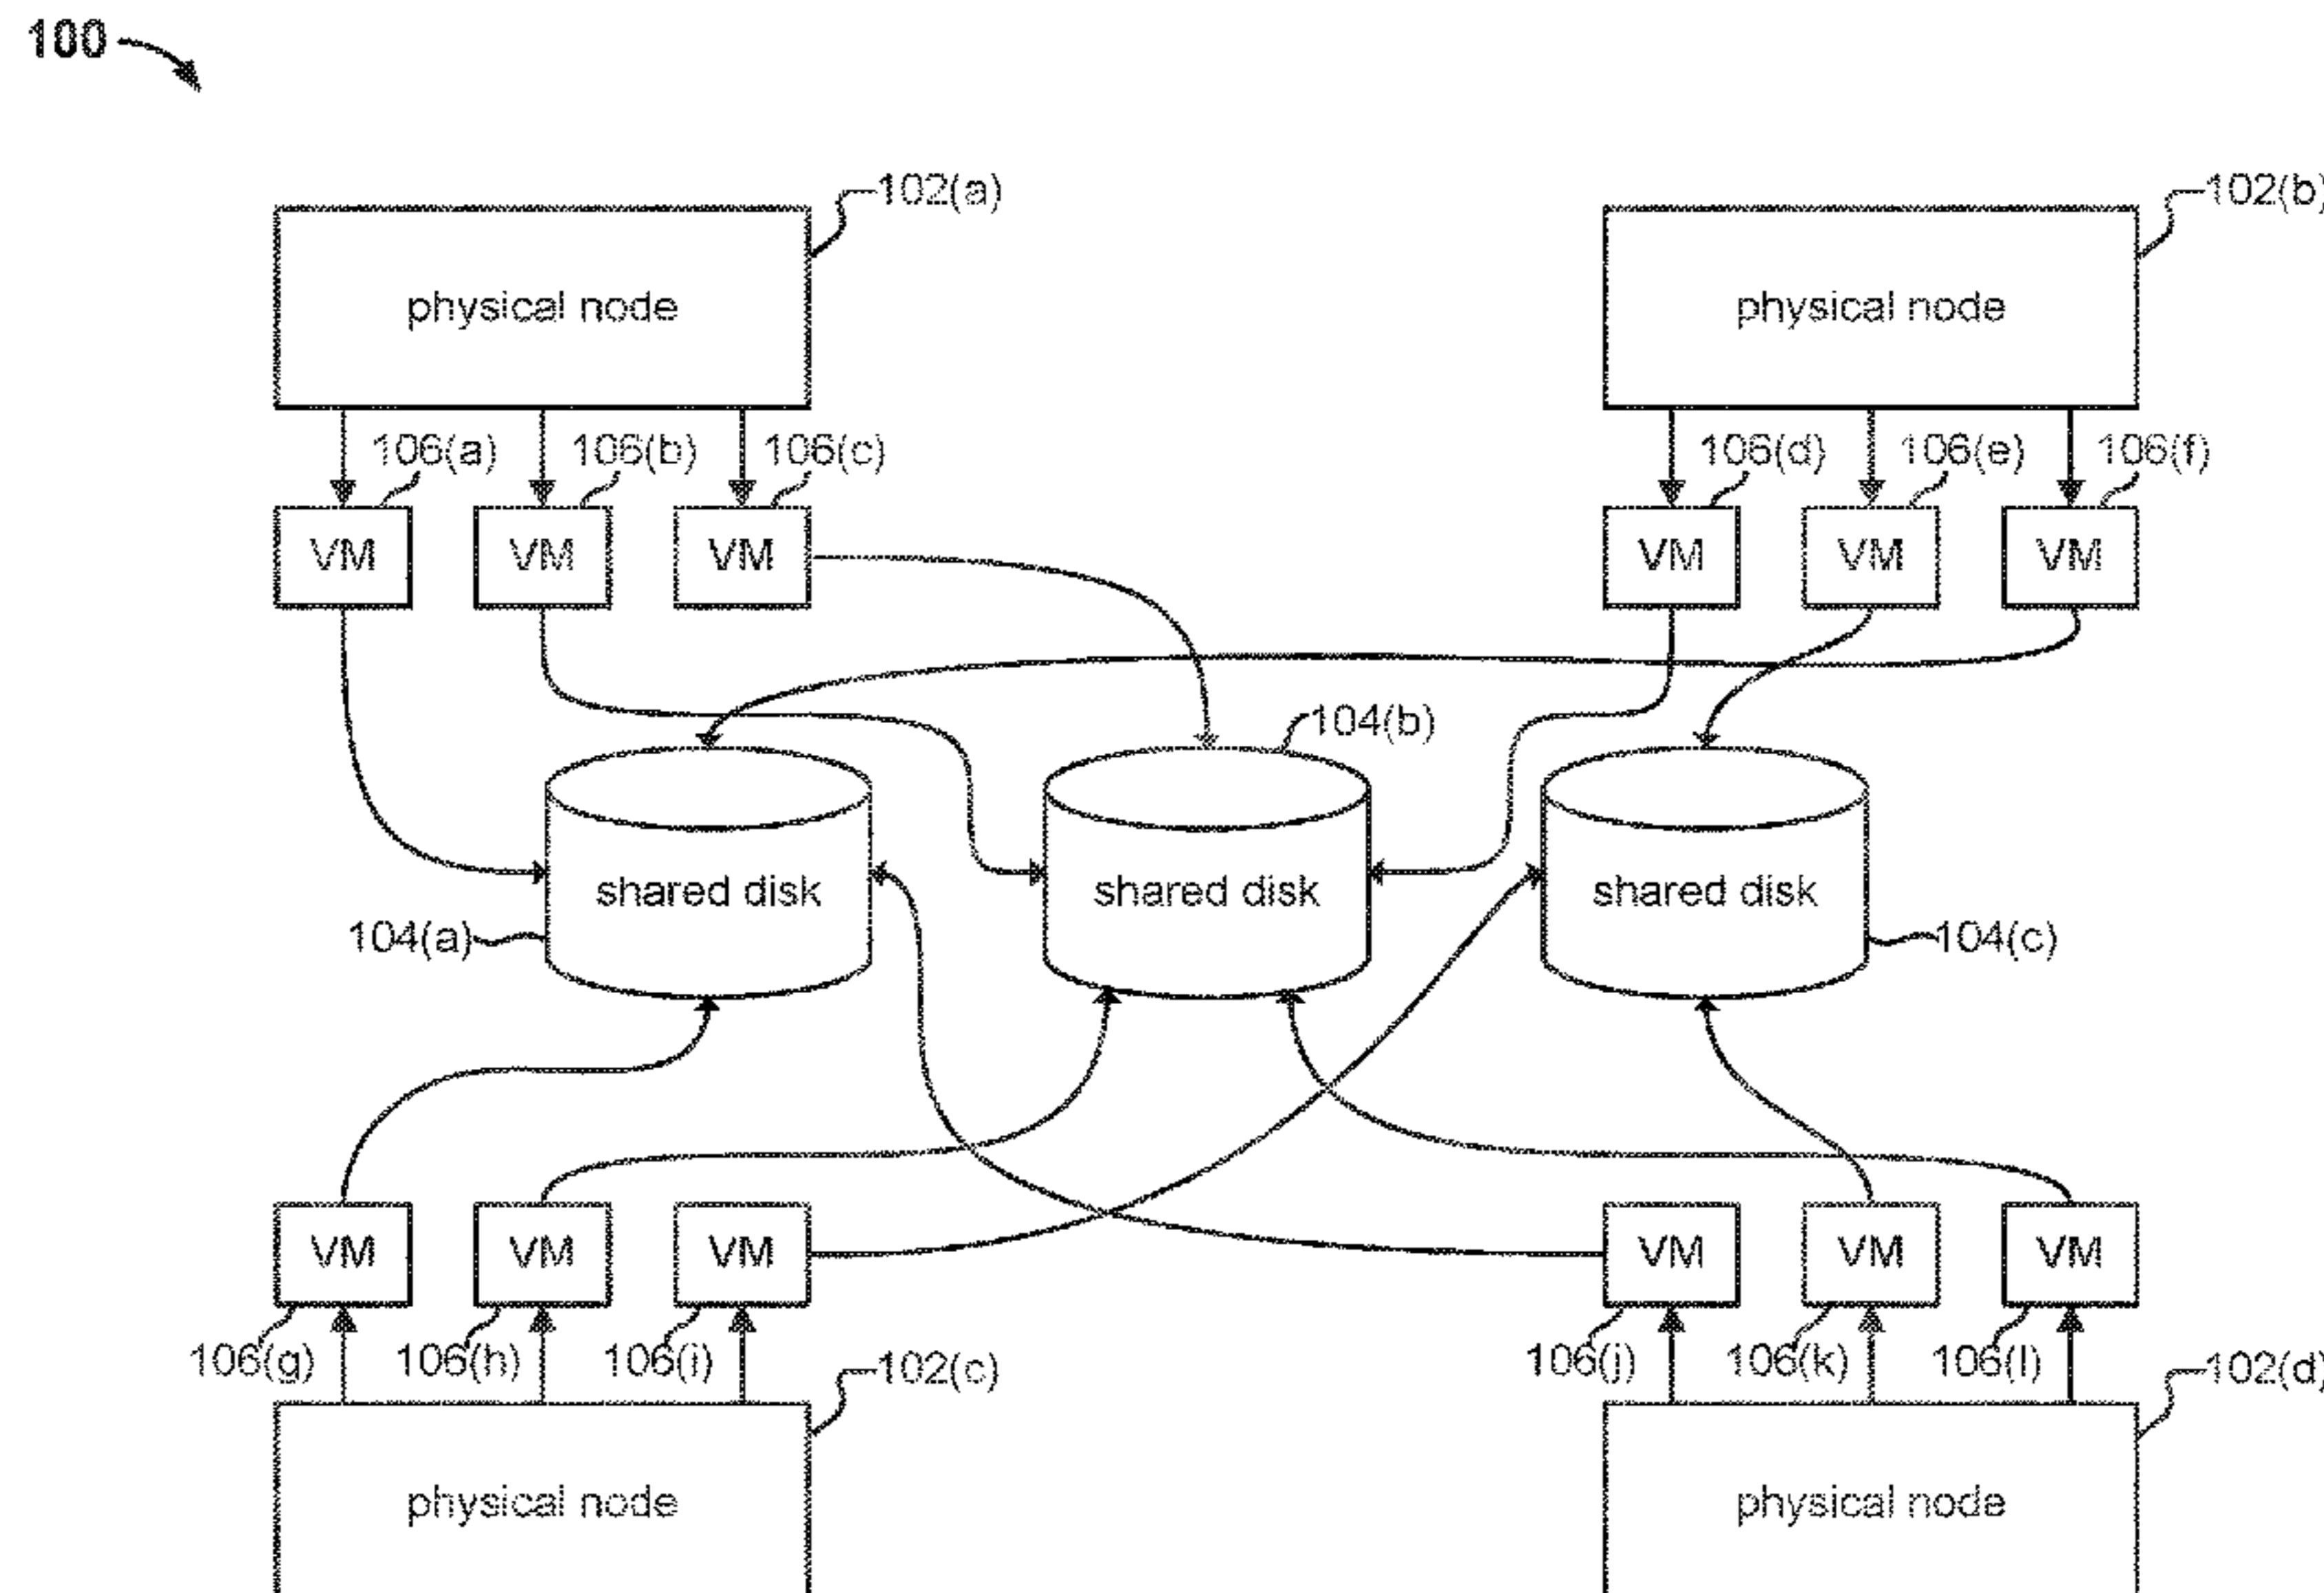 100
102(a) 102(b)
physical node physical node
106(a) 106(b) 106(c) 106(d) 106(e) 106(f)
VM VM VM VM VM VM
104(b)
shared disk shared disk shared disk
104(a) 104(c)
VM VM VM VM VM VM
106(g) 106(h) 106(i) 106(j) 106(k) 106(l)
102(c) 102(d)
physical node physical node